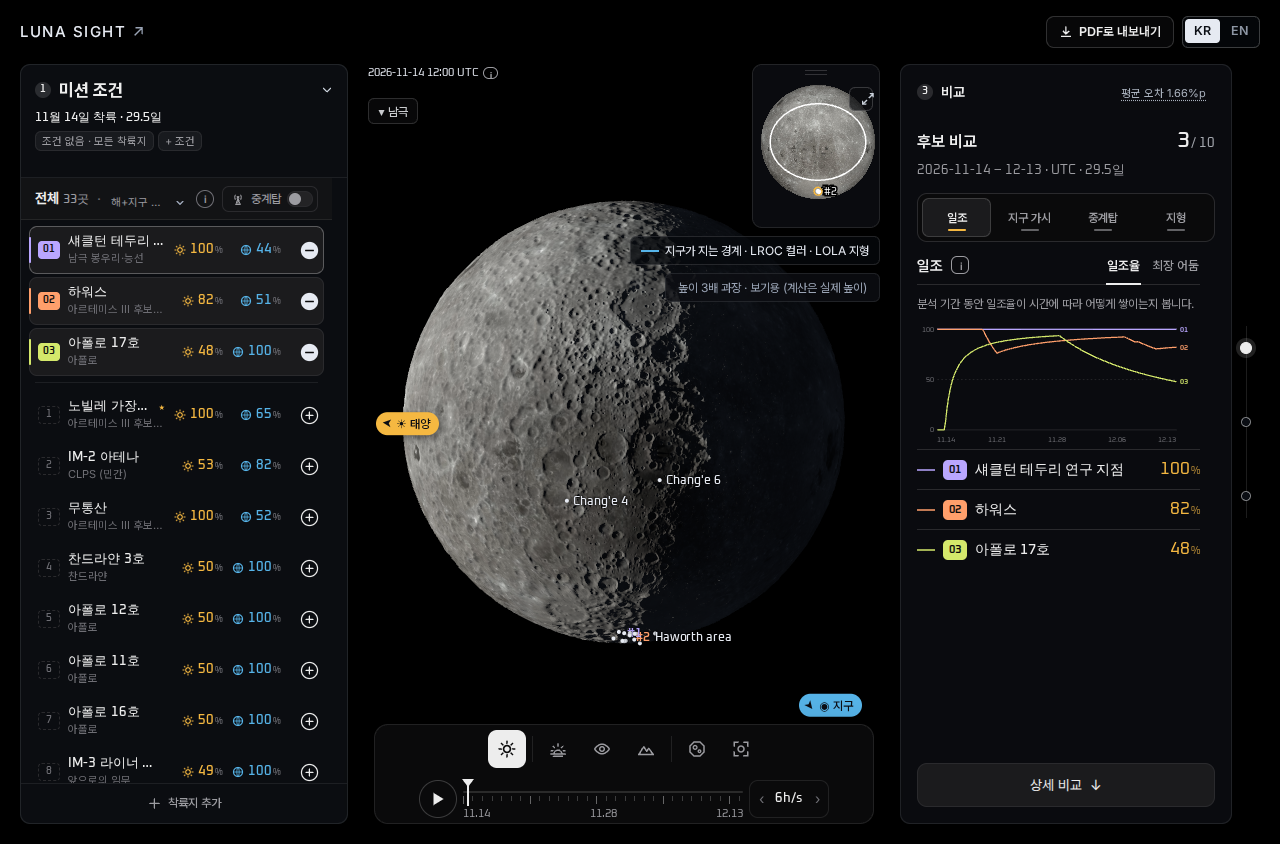 LUNA SIGHT ↗
PDF로 내보내기
KR
EN
1 미션 조건
11월 14일 착륙 · 29.5일
조건 없음 · 모든 착륙지
+ 조건
전체 33곳 · 해+지구 ...
중계탑
01 섀클턴 테두리 ... 100% 44%
남극 봉우리·능선
02 하워스 82% 51%
아르테미스 III 후보...
03 아폴로 17호 48% 100%
아폴로
1 노빌레 가장... ★ 100% 65%
아르테미스 III 후보...
2 IM-2 아테나 53% 82%
CLPS (민간)
3 무통산 100% 52%
아르테미스 III 후보...
4 찬드라얀 3호 50% 100%
찬드라얀
5 아폴로 12호 50% 100%
아폴로
6 아폴로 11호 50% 100%
아폴로
7 아폴로 16호 50% 100%
아폴로
8 IM-3 라이너 ... 49% 100%
앞으로의 임무
+ 착륙지 추가
2026-11-14 12:00 UTC
▾ 남극
#2
지구가 지는 경계 · LROC 컬러 · LOLA 지형
높이 3배 과장 · 보기용 (계산은 실제 높이)
태양
Chang'e 6
Chang'e 4
#1
#2 Haworth area
지구
6h/s
11.14
11.28
12.13
3 비교
평균 오차 1.66%p
후보 비교
3 / 10
2026-11-14 – 12-13 · UTC · 29.5일
일조
지구 가시
중계탑
지형
일조
일조율
최장 어둠
분석 기간 동안 일조율이 시간에 따라 어떻게 쌓이는지 봅니다.
100
50
0
01
02
03
11.14
11.21
11.28
12.06
12.13
01 섀클턴 테두리 연구 지점 100%
02 하워스 82%
03 아폴로 17호 48%
상세 비교 ↓